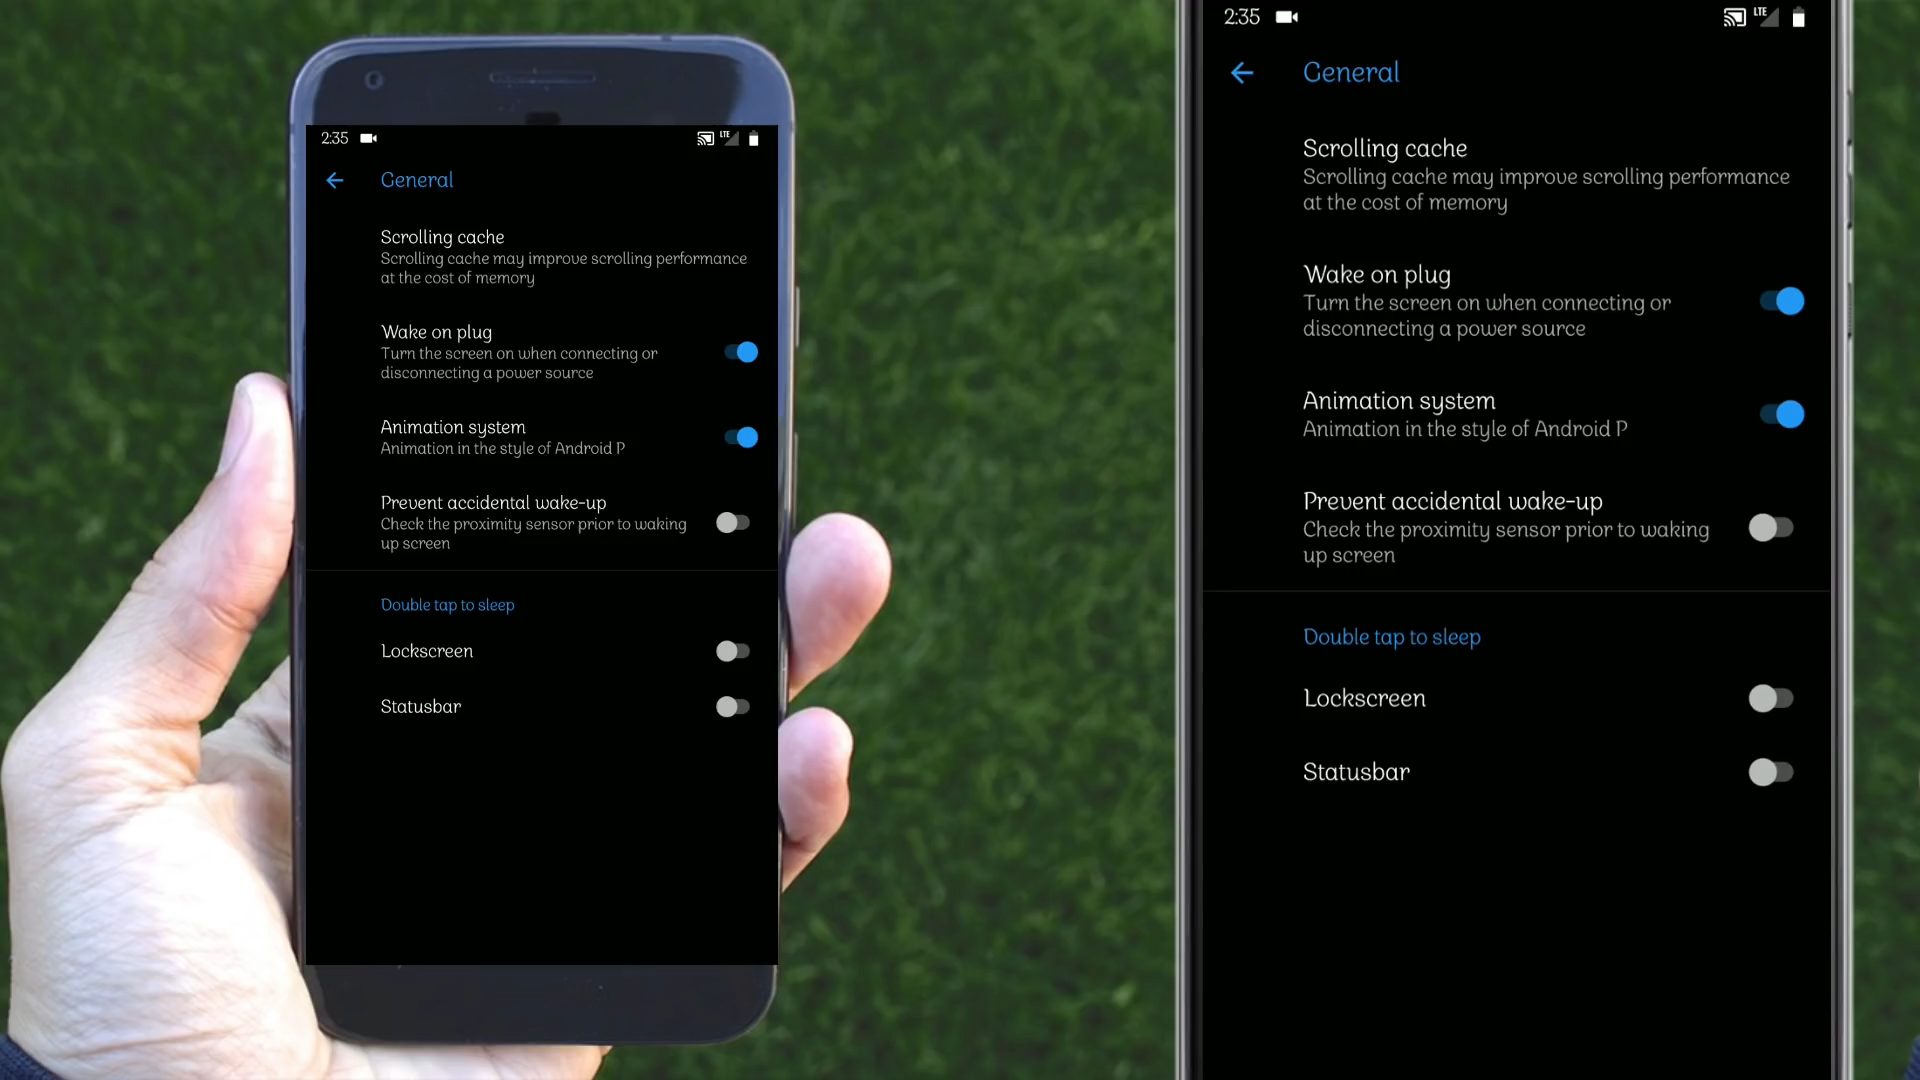 2:35
LTE
General
Scrolling cache
Scrolling cache may improve scrolling performance
at the cost of memory
Wake on plug
Turn the screen on when connecting or
disconnecting a power source
Animation system
Animation in the style of Android P
Prevent accidental wake-up
Check the proximity sensor prior to waking
up screen
Double tap to sleep
Lockscreen
Statusbar
2:35
LTE
General
Scrolling cache
Scrolling cache may improve scrolling performance
at the cost of memory
Wake on plug
Turn the screen on when connecting or
disconnecting a power source
Animation system
Animation in the style of Android P
Prevent accidental wake-up
Check the proximity sensor prior to waking
up screen
Double tap to sleep
Lockscreen
Statusbar